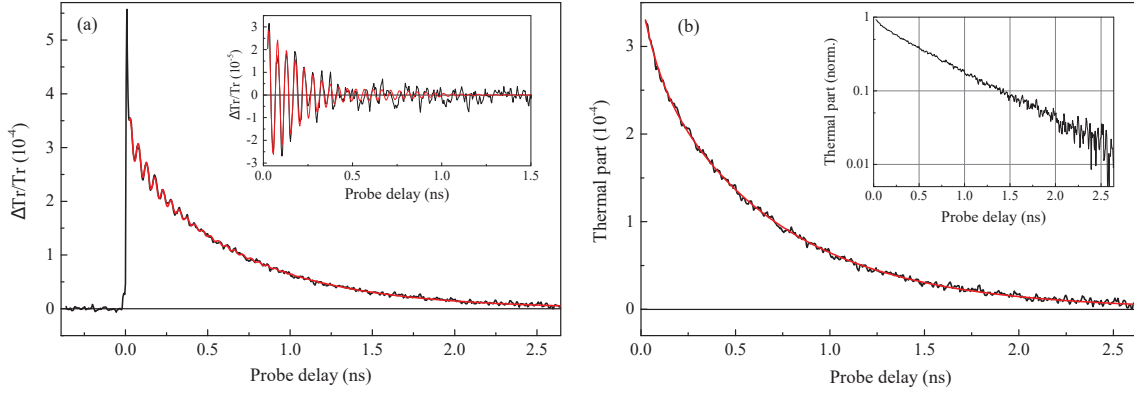 (a)
ΔTr/Tr (10⁻⁴)
5
4
3
2
1
0
0.0 0.5 1.0 1.5 2.0 2.5
Probe delay (ns)
ΔTr/Tr (10⁻⁵)
3
2
1
0
-1
-2
-3
0.0 0.5 1.0 1.5
Probe delay (ns)
(b)
Thermal part (10⁻⁴)
3
2
1
0
0.0 0.5 1.0 1.5 2.0 2.5
Probe delay (ns)
Thermal part (norm.)
1
0.1
0.01
0.0 0.5 1.0 1.5 2.0 2.5
Probe delay (ns)